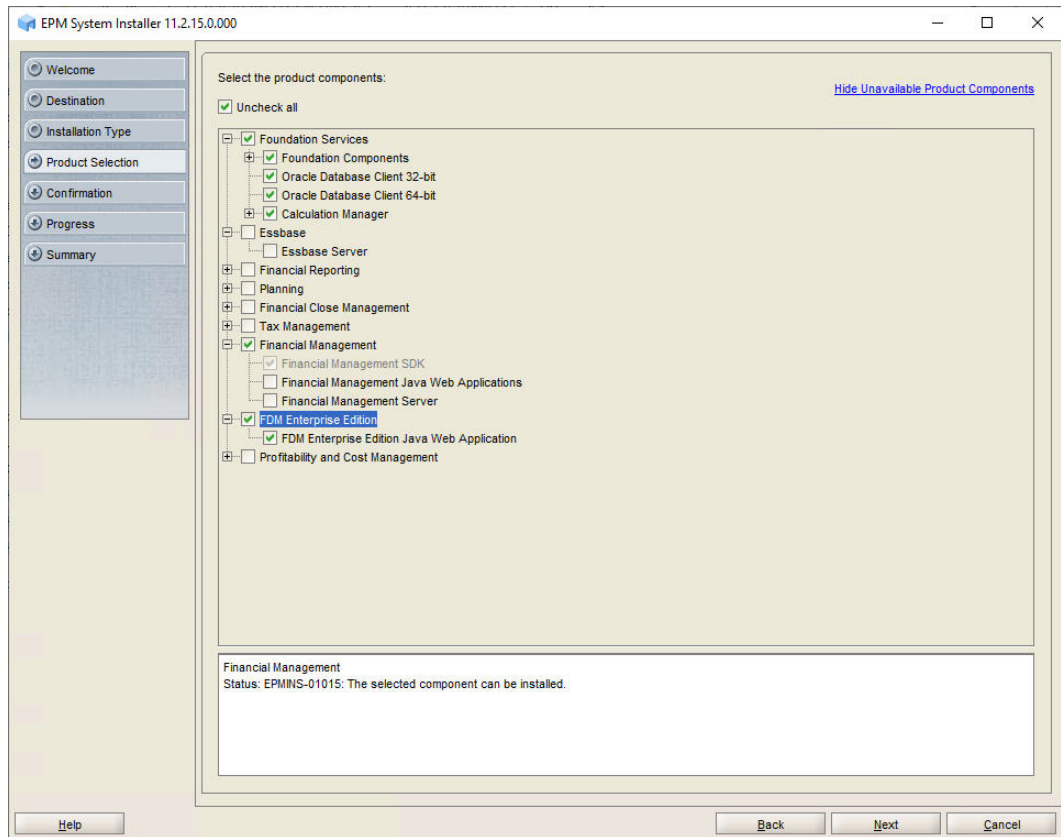 EPM System Installer 11.2.15.0.000
Welcome
Destination
Installation Type
Product Selection
Confirmation
Progress
Summary
Select the product components:
Hide Unavailable Product Components
Uncheck all
Foundation Services
Foundation Components
Oracle Database Client 32-bit
Oracle Database Client 64-bit
Calculation Manager
Essbase
Essbase Server
Financial Reporting
Planning
Financial Close Management
Tax Management
Financial Management
Financial Management SDK
Financial Management Java Web Applications
Financial Management Server
FDM Enterprise Edition
FDM Enterprise Edition Java Web Application
Profitability and Cost Management
Financial Management
Status: EPMINS-01015: The selected component can be installed.
Help
Back
Next
Cancel